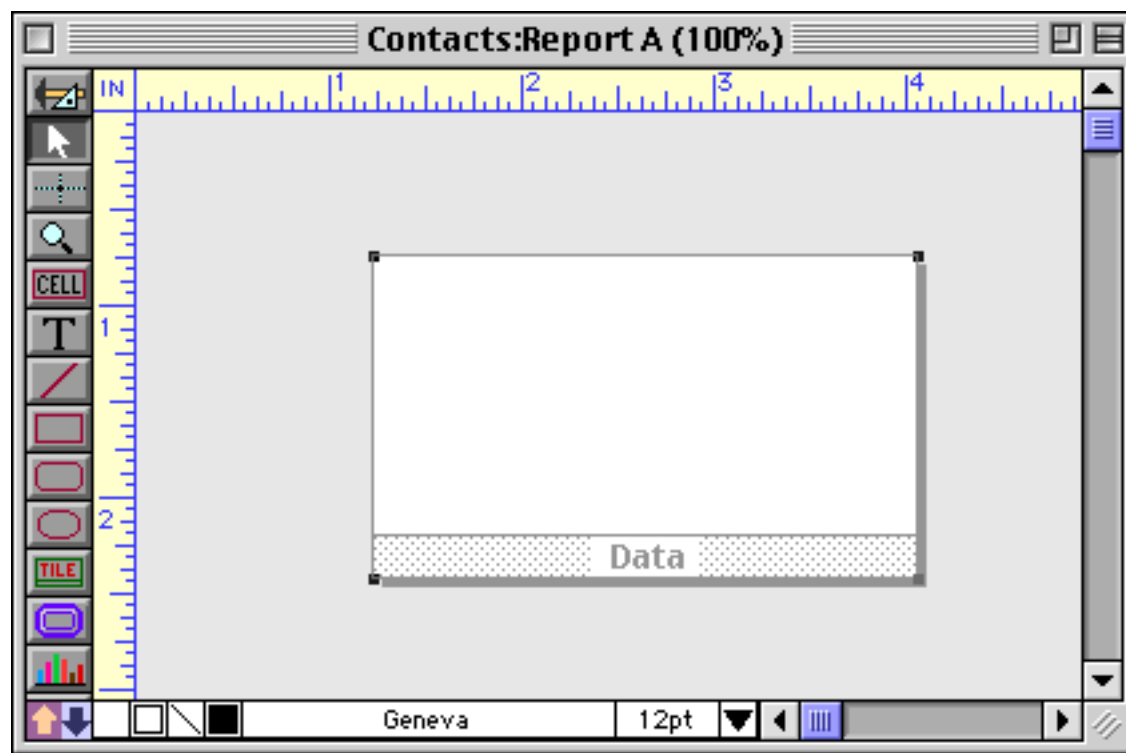 Contacts:Report A (100%)
IN 1 2 3 4
CELL
T
1
2
TILE
Data
Geneva 12pt